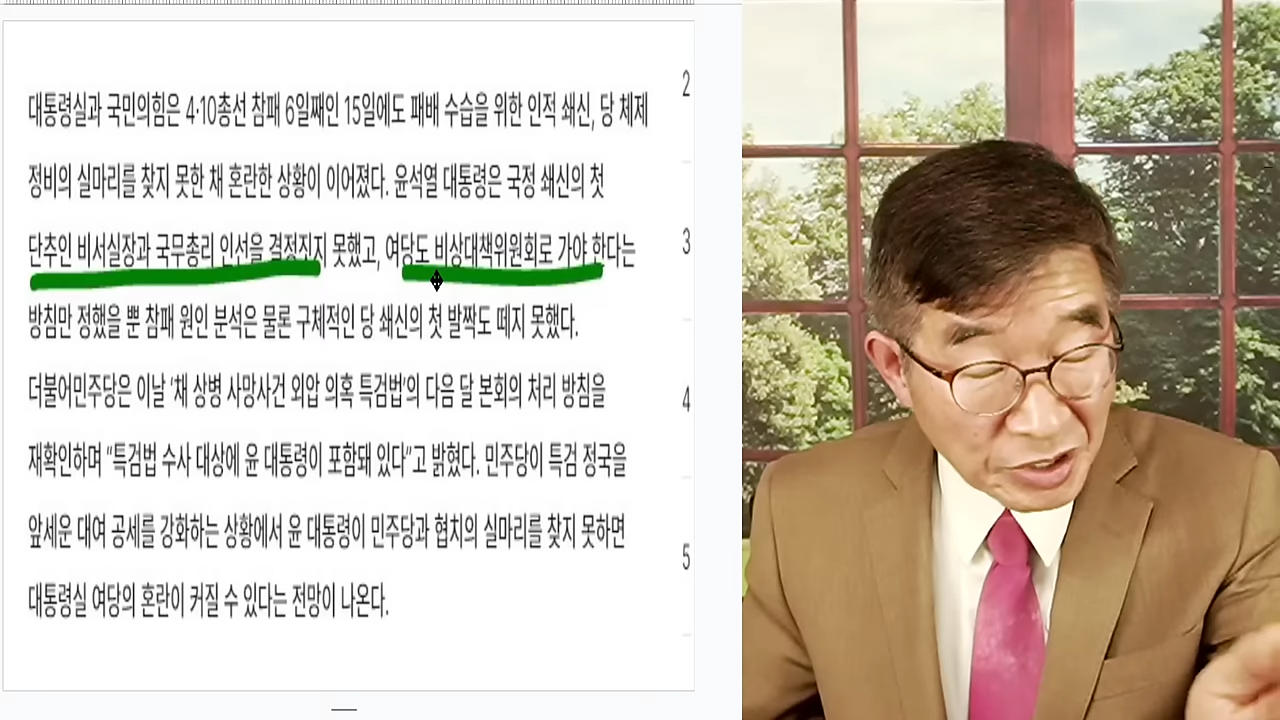 대통령실과 국민의힘은 4·10총선 참패 6일째인 15일에도 패배 수습을 위한 인적 쇄신, 당 체제
정비의 실마리를 찾지 못한 채 혼란한 상황이 이어졌다. 윤석열 대통령은 국정 쇄신의 첫
단추인 비서실장과 국무총리 인선을 결정짓지 못했고, 여당도 비상대책위원회로 가야 한다는
방침만 정했을 뿐 참패 원인 분석은 물론 구체적인 당 쇄신의 첫 발짝도 떼지 못했다.
더불어민주당은 이날 ‘채 상병 사망사건 외압 의혹 특검법’의 다음 달 본회의 처리 방침을
재확인하며 “특검법 수사 대상에 윤 대통령이 포함돼 있다”고 밝혔다. 민주당이 특검 정국을
앞세운 대여 공세를 강화하는 상황에서 윤 대통령이 민주당과 협치의 실마리를 찾지 못하면
대통령실 여당의 혼란이 커질 수 있다는 전망이 나온다.
2
3
4
5